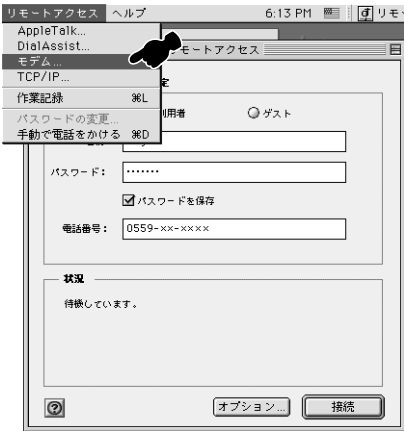 リモートアクセス ヘルプ 6:13 PM リモ
AppleTalk...
DialAssist...
モデム...
TCP/IP...
作業記録 ⌘L
パスワードの変更...
手動で電話をかける ⌘D
モートアクセス
定
利用者 ゲスト
パスワード： •••••••
パスワードを保存
電話番号： 0559-××-××××
状況
待機しています。
? オプション... 接続